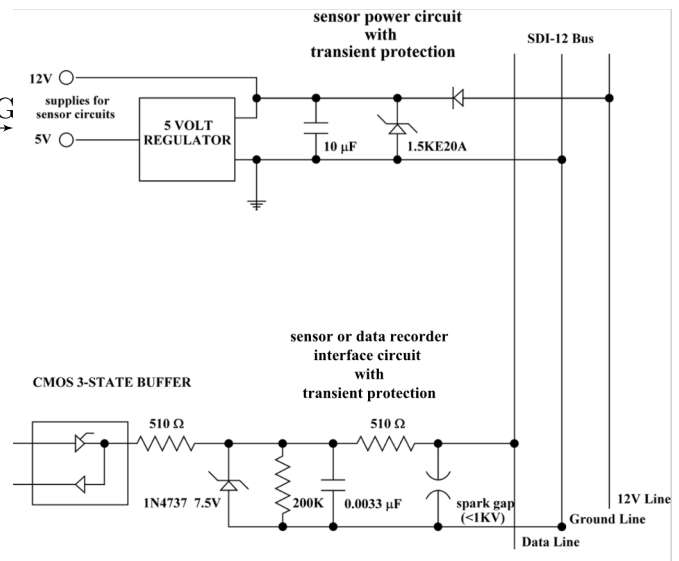 sensor power circuit
with
transient protection
SDI-12 Bus
12V
supplies for
sensor circuits
5V
G
5 VOLT
REGULATOR
10 µF
1.5KE20A
sensor or data recorder
interface circuit
with
transient protection
CMOS 3-STATE BUFFER
510 Ω
510 Ω
1N4737 7.5V
200K
0.0033 µF
spark gap
(<1KV)
12V Line
Ground Line
Data Line